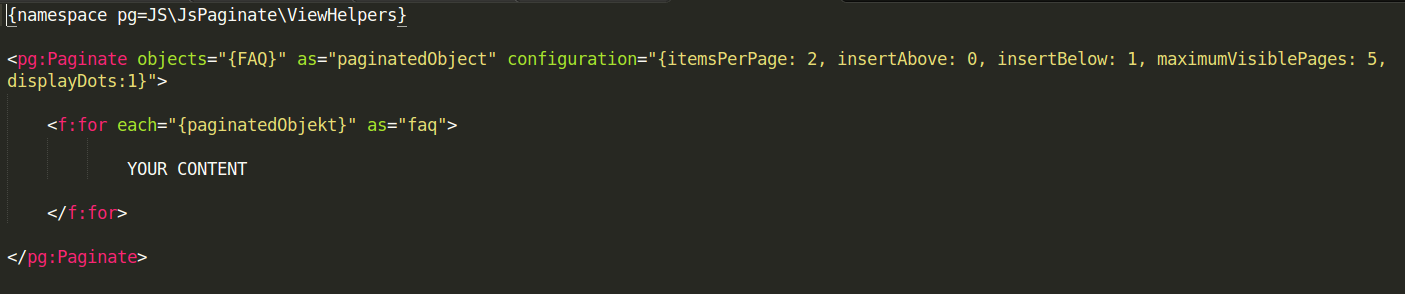 {namespace pg=JS\JsPaginate\ViewHelpers}
<pg:Paginate objects="{FAQ}" as="paginatedObject" configuration="{itemsPerPage: 2, insertAbove: 0, insertBelow: 1, maximumVisiblePages: 5,
displayDots:1}">
<f:for each="{paginatedObjekt}" as="faq">
YOUR CONTENT
</f:for>
</pg:Paginate>